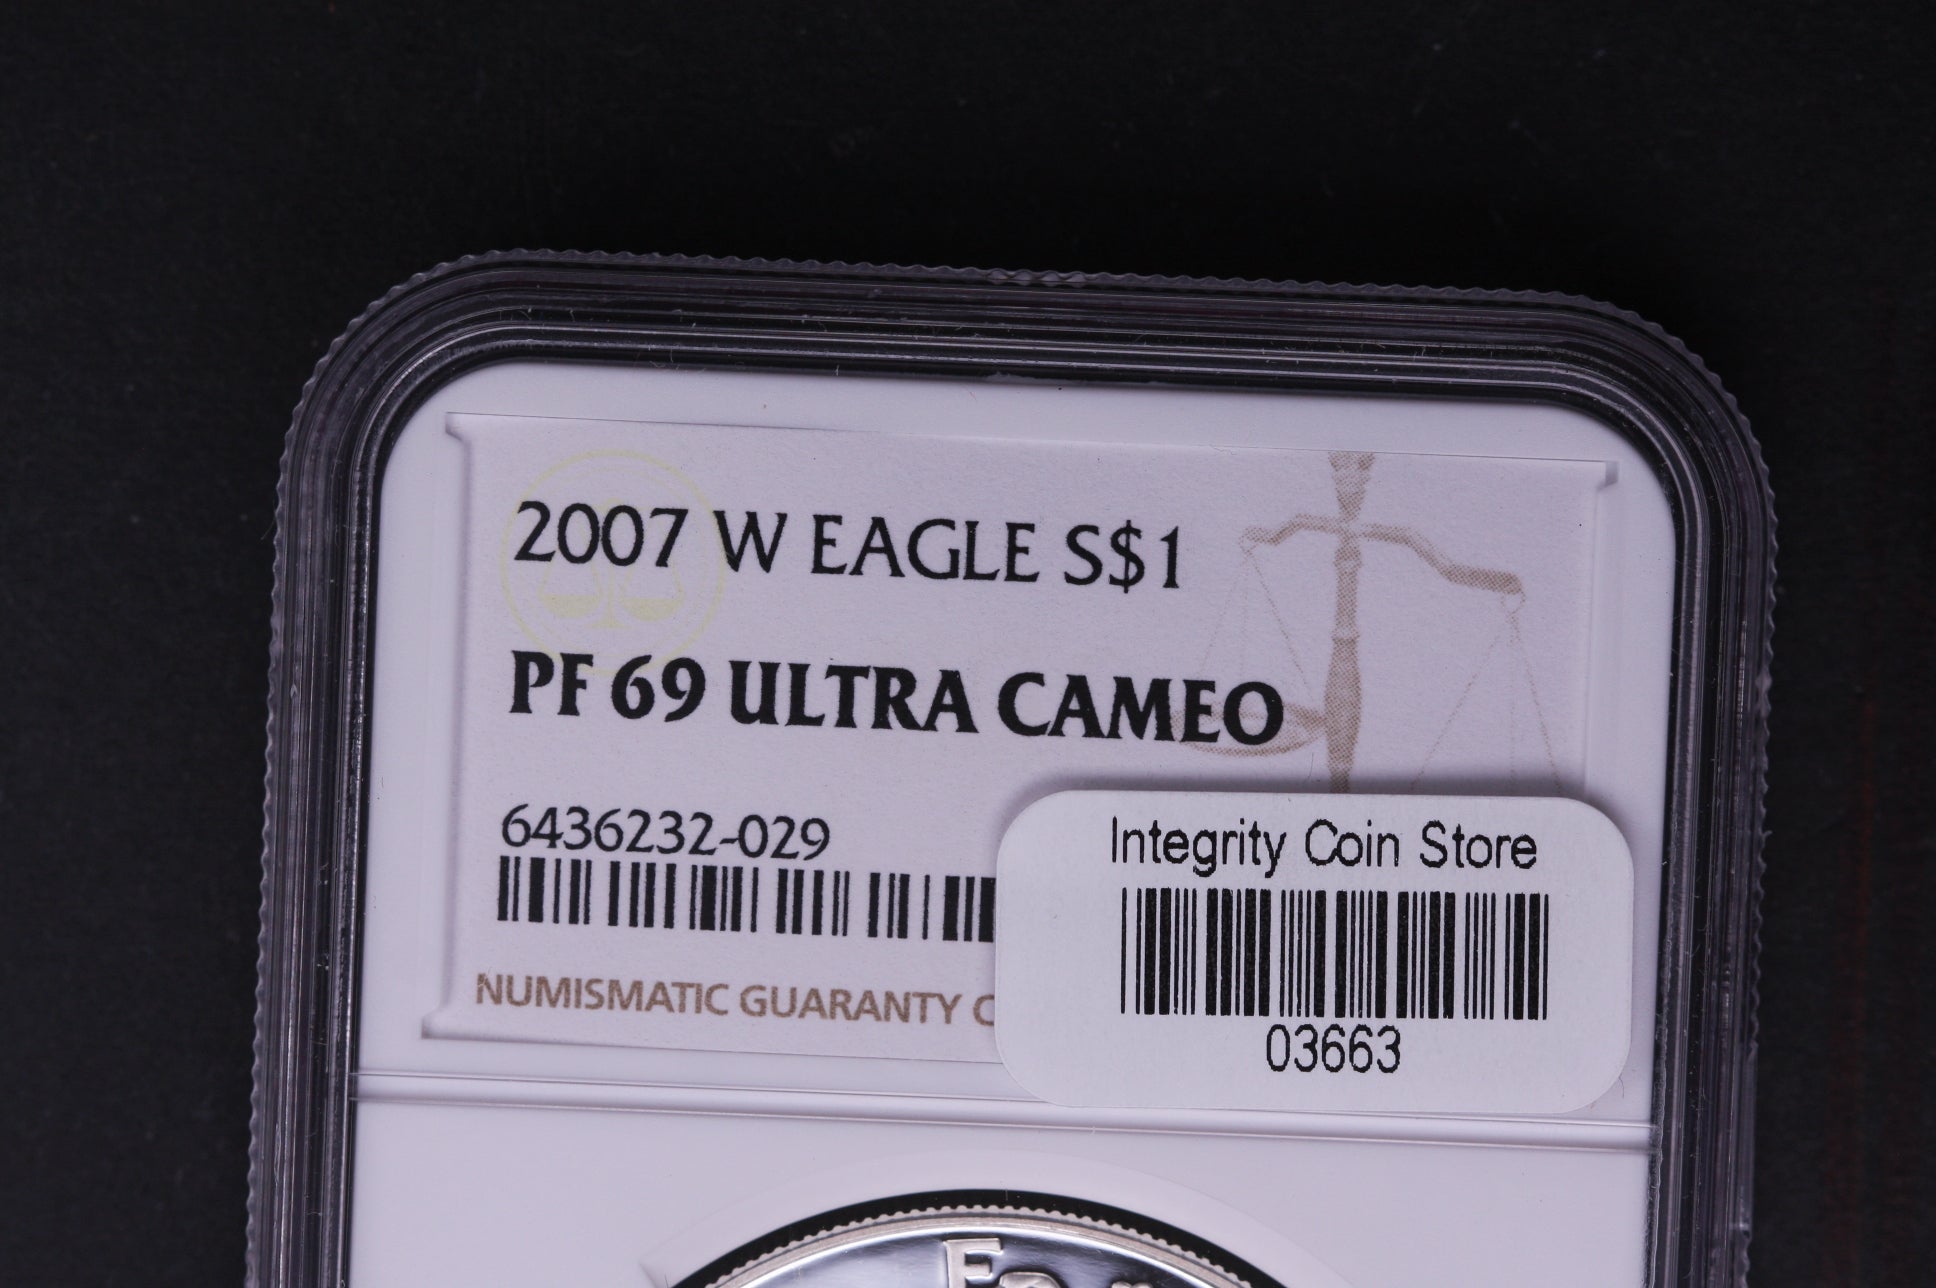 2007 W EAGLE S$1
PF 69 ULTRA CAMEO
6436232-029
NUMISMATIC GUARANTY
Integrity Coin Store
03663